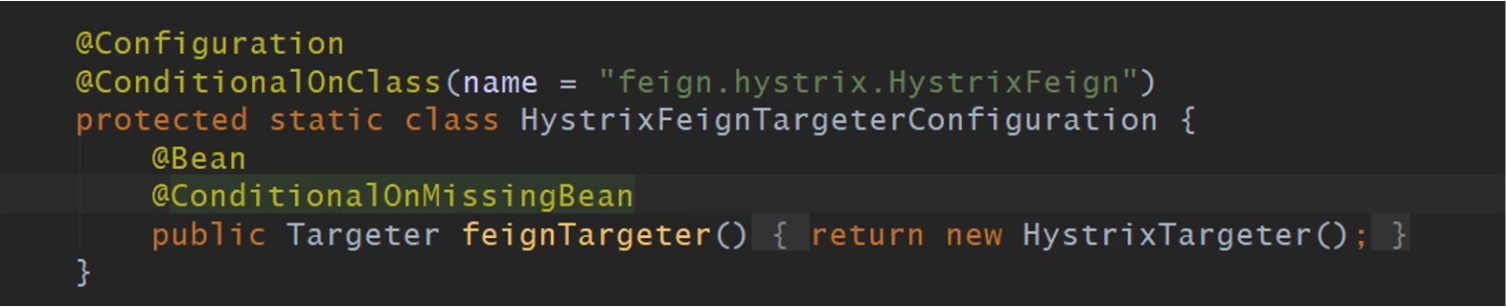 @Configuration
@ConditionalOnClass(name = "feign.hystrix.HystrixFeign")
protected static class HystrixFeignTargeterConfiguration {
@Bean
@ConditionalOnMissingBean
public Targeter feignTargeter() { return new HystrixTargeter(); }
}